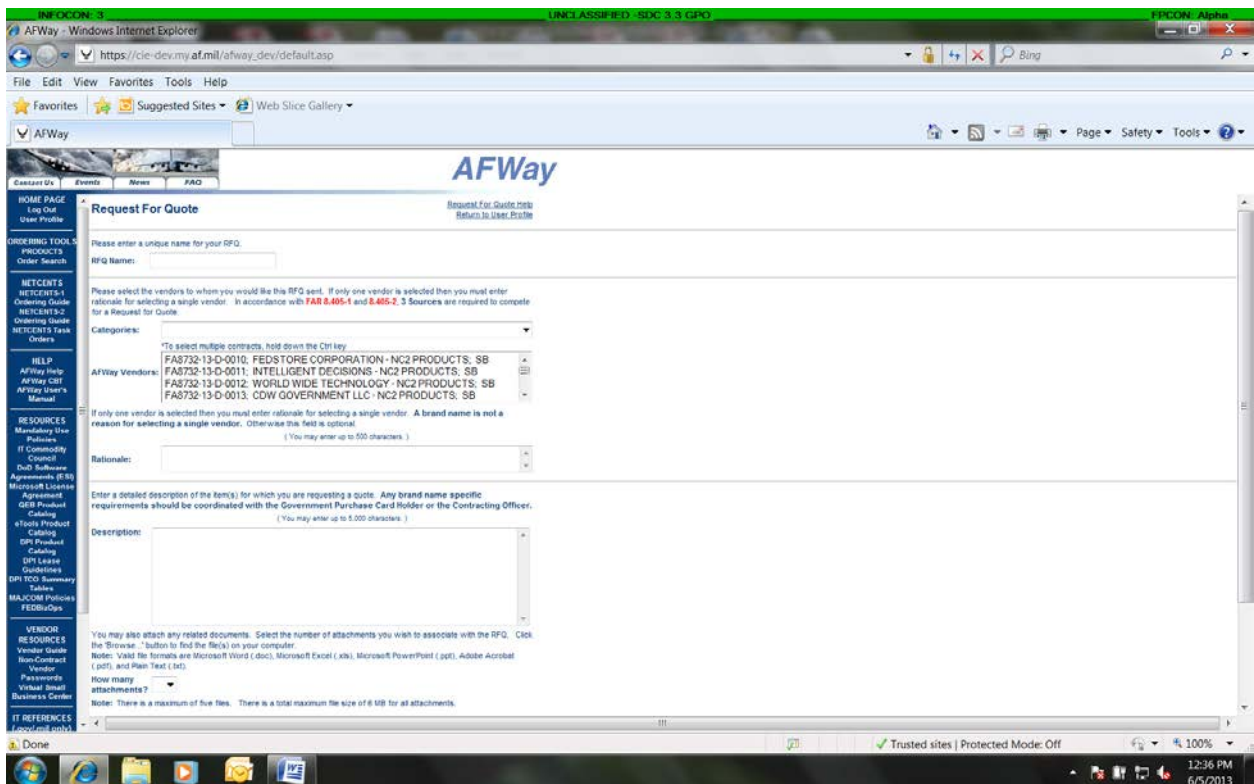 INFOCON: 3
UNCLASSIFIED -SDC 3.3 GPO
FPCON: Alpha
AFWay - Windows Internet Explorer
https://cie-dev.my.af.mil/afway_dev/default.asp
Bing
File Edit View Favorites Tools Help
Favorites Suggested Sites Web Slice Gallery
AFWay
Page Safety Tools
AFWay
Contact Us Events News FAQ
HOME PAGE
Log Out
User Profile
ORDERING TOOLS
PRODUCTS
Order Search
NETCENTS
NETCENTS-1
Ordering Guide
NETCENTS-2
Ordering Guide
NETCENTS Task
Orders
HELP
AFWay Help
AFWay CBT
AFWay User's
Manual
RESOURCES
Mandatory Use
Policies
IT Commodity
Council
DoD Software
Agreements (ESI)
Microsoft License
Agreement
QEB Product
Catalog
eTools Product
Catalog
DPI Product
Catalog
DPI Lease
Guidelines
DPI TCO Summary
Tables
MAJCOM Policies
FEDBizOps
VENDOR
RESOURCES
Vendor Guide
Non-Contract
Vendor
Passwords
Virtual Small
Business Center
IT REFERENCES
(.gov/.mil only)
Request For Quote
Request For Quote Help
Return to User Profile
Please enter a unique name for your RFQ.
RFQ Name:
Please select the vendors to whom you would like this RFQ sent. If only one vendor is selected then you must enter
rationale for selecting a single vendor. In accordance with FAR 8.405-1 and 8.405-2, 3 Sources are required to compete
for a Request for Quote.
Categories:
*To select multiple contracts, hold down the Ctrl key
AFWay Vendors:
FA8732-13-D-0010; FEDSTORE CORPORATION - NC2 PRODUCTS; SB
FA8732-13-D-0011; INTELLIGENT DECISIONS - NC2 PRODUCTS; SB
FA8732-13-D-0012; WORLD WIDE TECHNOLOGY - NC2 PRODUCTS; SB
FA8732-13-D-0013; CDW GOVERNMENT LLC - NC2 PRODUCTS; SB
If only one vendor is selected then you must enter rationale for selecting a single vendor. A brand name is not a
reason for selecting a single vendor. Otherwise this field is optional.
( You may enter up to 500 characters. )
Rationale:
Enter a detailed description of the item(s) for which you are requesting a quote. Any brand name specific
requirements should be coordinated with the Government Purchase Card Holder or the Contracting Officer.
( You may enter up to 5,000 characters. )
Description:
You may also attach any related documents. Select the number of attachments you wish to associate with the RFQ. Click
the 'Browse...' button to find the file(s) on your computer.
Note: Valid file formats are Microsoft Word (.doc), Microsoft Excel (.xls), Microsoft PowerPoint (.ppt), Adobe Acrobat
(.pdf), and Plain Text (.txt).
How many
attachments?
Note: There is a maximum of five files. There is a total maximum file size of 6 MB for all attachments.
Done
Trusted sites | Protected Mode: Off
100%
12:36 PM
6/5/2013